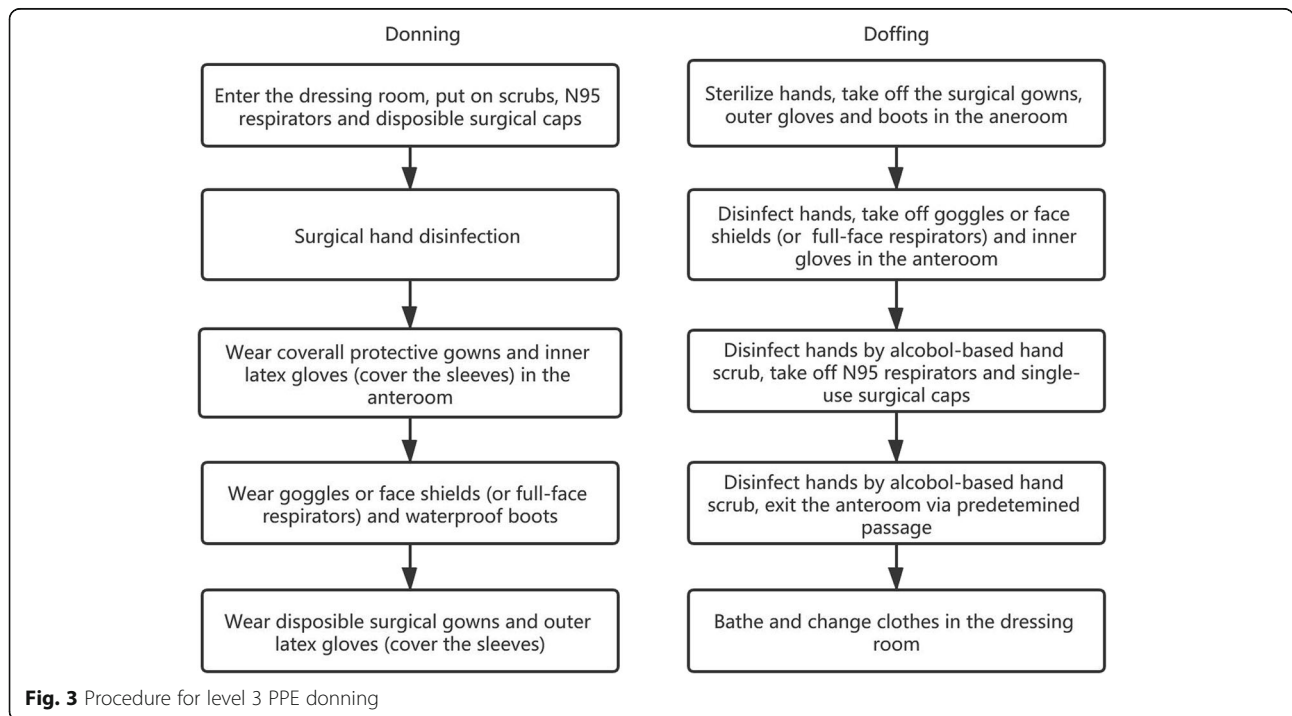 Donning
Enter the dressing room, put on scrubs, N95
respirators and disposible surgical caps
Surgical hand disinfection
Wear coverall protective gowns and inner
latex gloves (cover the sleeves) in the
anteroom
Wear goggles or face shields (or full-face
respirators) and waterproof boots
Wear disposible surgical gowns and outer
latex gloves (cover the sleeves)
Doffing
Sterilize hands, take off the surgical gowns,
outer gloves and boots in the aneroom
Disinfect hands, take off goggles or face
shields (or full-face respirators) and inner
gloves in the anteroom
Disinfect hands by alcobol-based hand
scrub, take off N95 respirators and single-
use surgical caps
Disinfect hands by alcobol-based hand
scrub, exit the anteroom via predetemined
passage
Bathe and change clothes in the dressing
room
Fig. 3 Procedure for level 3 PPE donning